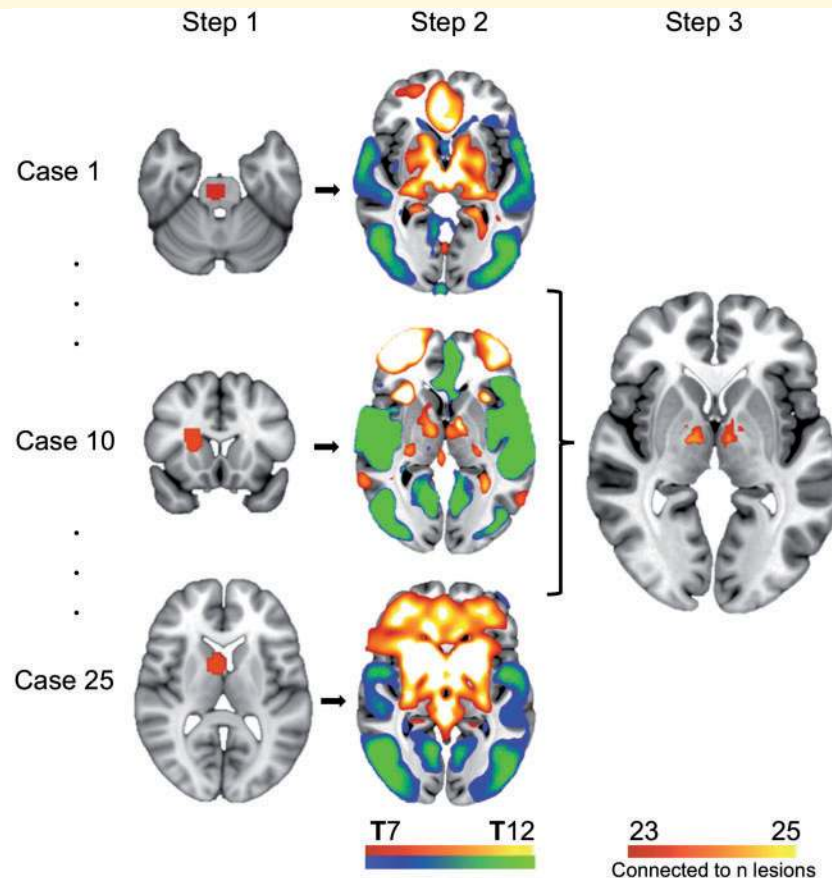 Step 1 Step 2 Step 3
Case 1
Case 10
Case 25
T7 T12
23 25
Connected to n lesions